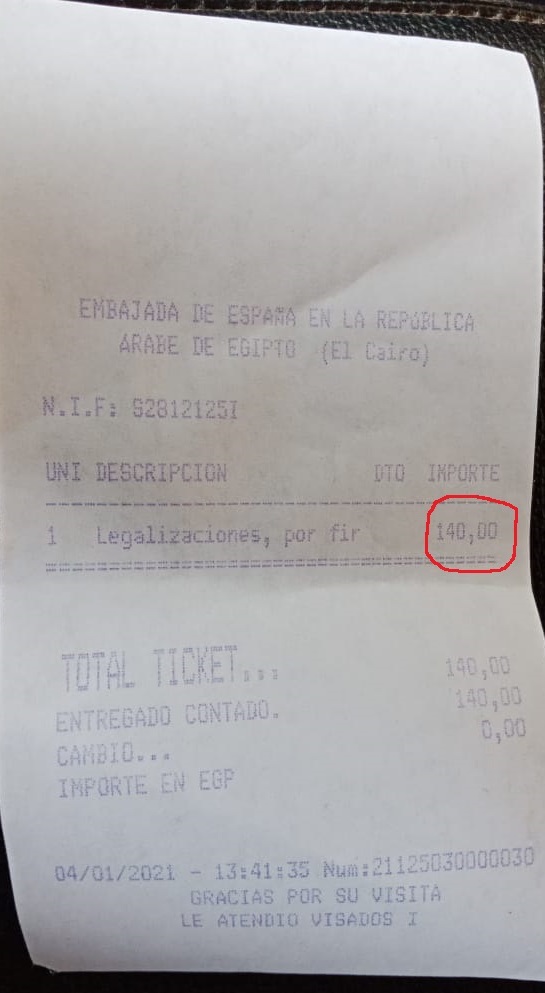 EMBAJADA DE ESPAÑA EN LA REPÚBLICA
ÁRABE DE EGIPTO (El Cairo)
N.I.F: S2812125I
UNI DESCRIPCION DTO IMPORTE
1 Legalizaciones, por fir 140,00
TOTAL TICKET... 140,00
ENTREGADO CONTADO. 140,00
CAMBIO... 0,00
IMPORTE EN EGP
04/01/2021 - 13:41:35 Num:21125030000030
GRACIAS POR SU VISITA
LE ATENDIO VISADOS I